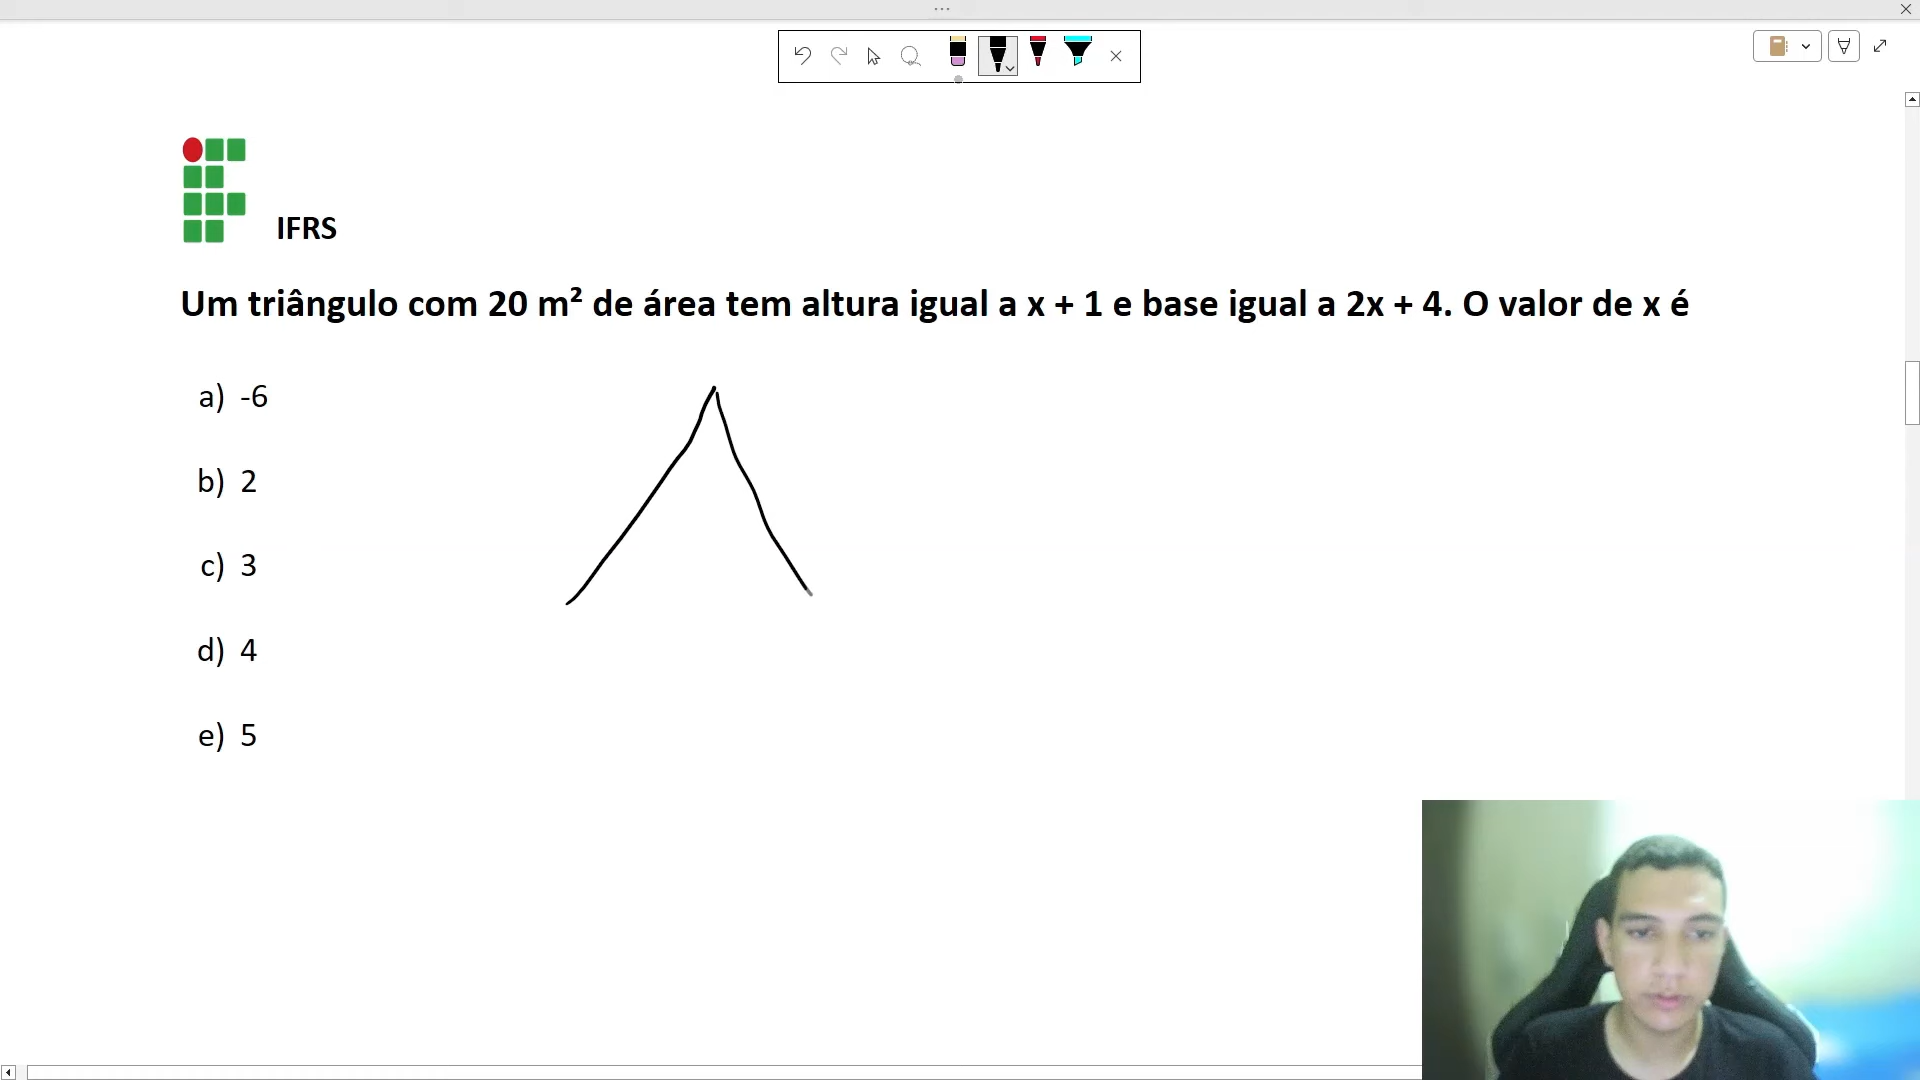 IFRS
Um triângulo com 20 m² de área tem altura igual a x + 1 e base igual a 2x + 4. O valor de x é
a) -6
b) 2
c) 3
d) 4
e) 5